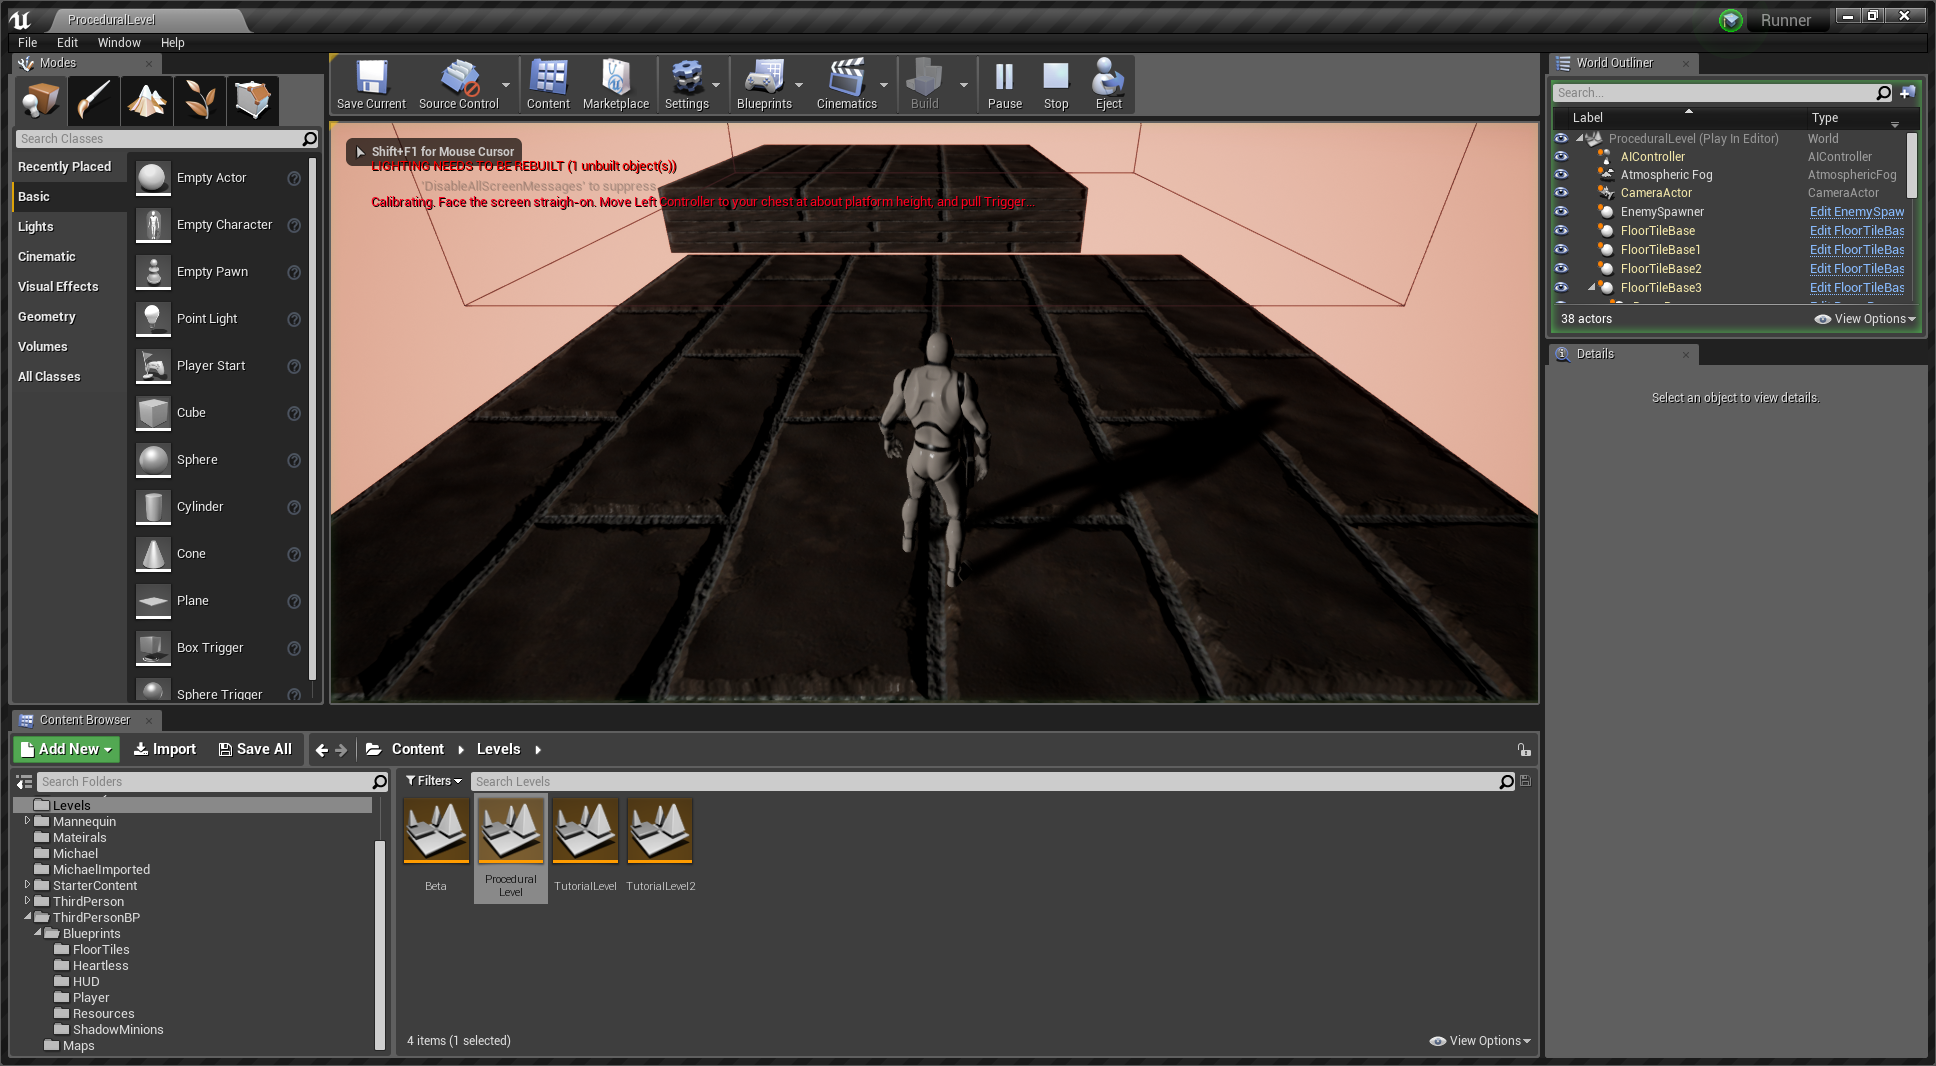 ProceduralLevel
Runner
File Edit Window Help
Modes
Search Classes
Recently Placed
Basic
Lights
Cinematic
Visual Effects
Geometry
Volumes
All Classes
Empty Actor
Empty Character
Empty Pawn
Point Light
Player Start
Cube
Sphere
Cylinder
Cone
Plane
Box Trigger
Sphere Trigger
Save Current Source Control Content Marketplace Settings Blueprints Cinematics Build Pause Stop Eject
Shift+F1 for Mouse Cursor
LIGHTING NEEDS TO BE REBUILT (1 unbuilt object(s))
'DisableAllScreenMessages' to suppress
Calibrating. Face the screen straigh-on. Move Left Controller to your chest at about platform height, and pull Trigger...
World Outliner
Search...
Label Type
ProceduralLevel (Play In Editor) World
AIController AIController
Atmospheric Fog AtmosphericFog
CameraActor CameraActor
EnemySpawner Edit EnemySpaw
FloorTileBase Edit FloorTileBas
FloorTileBase1 Edit FloorTileBas
FloorTileBase2 Edit FloorTileBas
FloorTileBase3 Edit FloorTileBas
38 actors View Options
Details
Select an object to view details.
Content Browser
Add New Import Save All Content Levels
Search Folders
Levels
Mannequin
Mateirals
Michael
MichaelImported
StarterContent
ThirdPerson
ThirdPersonBP
Blueprints
FloorTiles
Heartless
HUD
Player
Resources
ShadowMinions
Maps
Filters Search Levels
Beta
Procedural
Level
TutorialLevel
TutorialLevel2
4 items (1 selected) View Options